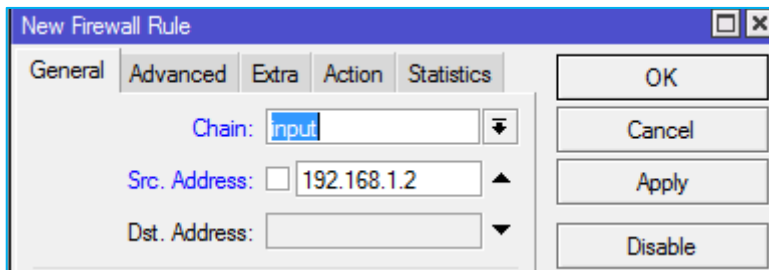 New Firewall Rule
General Advanced Extra Action Statistics
OK
Chain: input
Cancel
Src. Address: 192.168.1.2
Apply
Dst. Address:
Disable